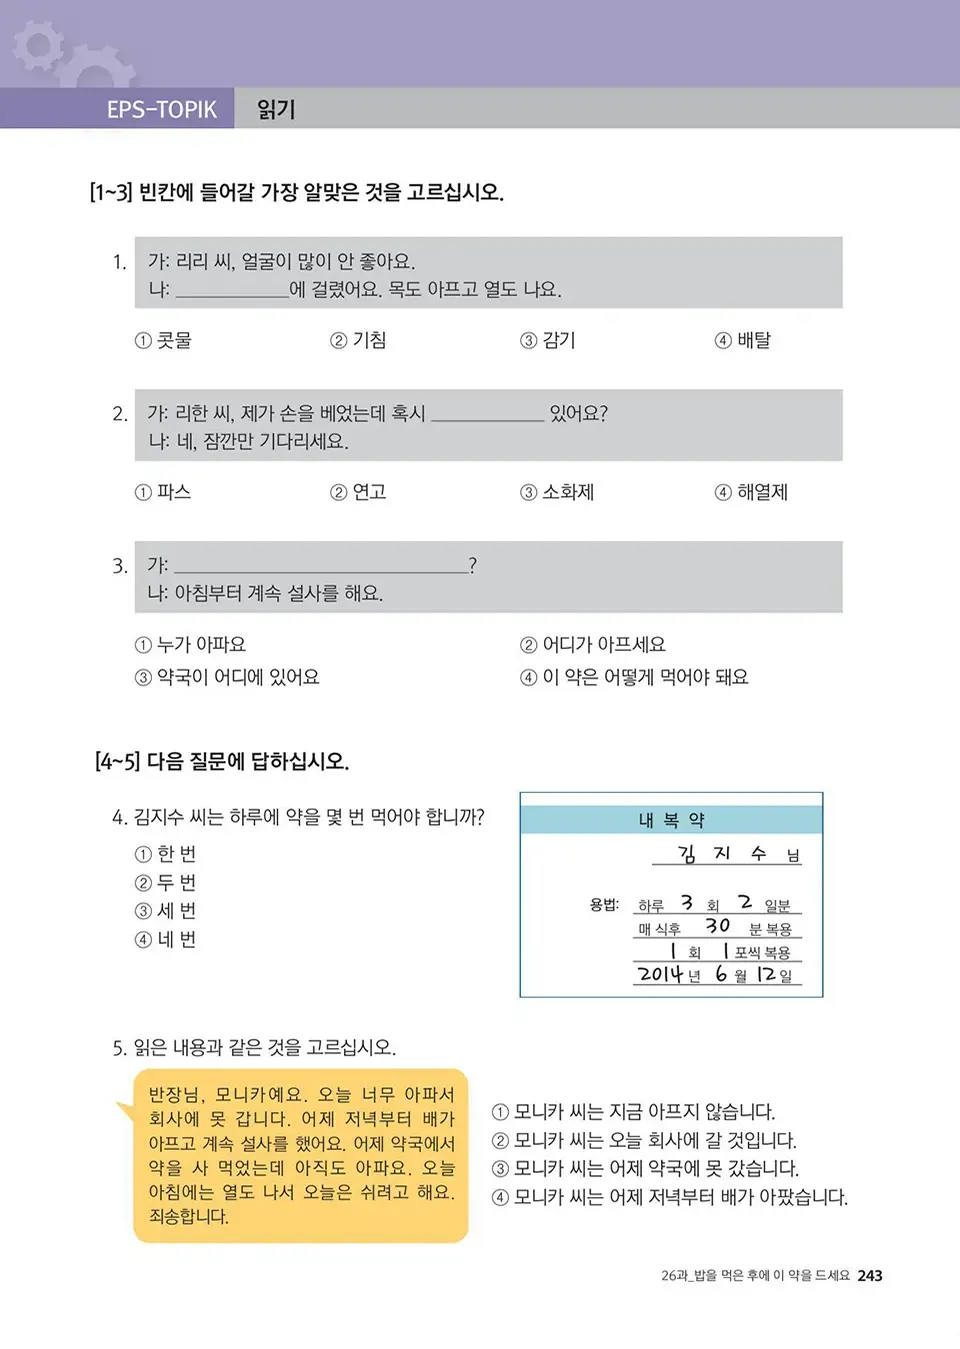 EPS-TOPIK 읽기
[1~3] 빈칸에 들어갈 가장 알맞은 것을 고르십시오.
1. 가: 리리 씨, 얼굴이 많이 안 좋아요.
나: ____________에 걸렸어요. 목도 아프고 열도 나요.
① 콧물 ② 기침 ③ 감기 ④ 배탈
2. 가: 리한 씨, 제가 손을 베었는데 혹시 ____________ 있어요?
나: 네, 잠깐만 기다리세요.
① 파스 ② 연고 ③ 소화제 ④ 해열제
3. 가: ______________________________?
나: 아침부터 계속 설사를 해요.
① 누가 아파요 ② 어디가 아프세요
③ 약국이 어디에 있어요 ④ 이 약은 어떻게 먹어야 돼요
[4~5] 다음 질문에 답하십시오.
4. 김지수 씨는 하루에 약을 몇 번 먹어야 합니까?
① 한 번
② 두 번
③ 세 번
④ 네 번
내 복 약
김 지 수 님
용법: 하루 3 회 2 일분
매 식후 30 분 복용
1 회 1 포씩 복용
2014 년 6 월 12 일
5. 읽은 내용과 같은 것을 고르십시오.
반장님, 모니카예요. 오늘 너무 아파서
회사에 못 갑니다. 어제 저녁부터 배가
아프고 계속 설사를 했어요. 어제 약국에서
약을 사 먹었는데 아직도 아파요. 오늘
아침에는 열도 나서 오늘은 쉬려고 해요.
죄송합니다.
① 모니카 씨는 지금 아프지 않습니다.
② 모니카 씨는 오늘 회사에 갈 것입니다.
③ 모니카 씨는 어제 약국에 못 갔습니다.
④ 모니카 씨는 어제 저녁부터 배가 아팠습니다.
26과_밥을 먹은 후에 이 약을 드세요 243